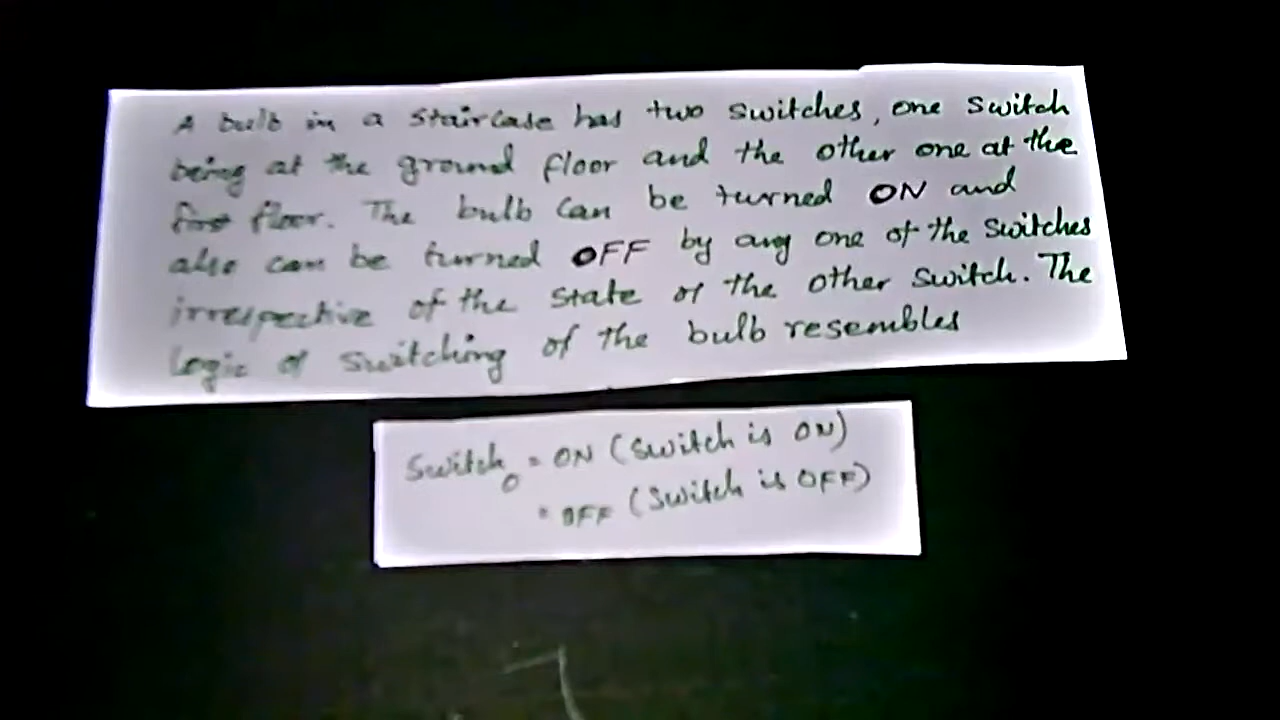 A bulb in a staircase has two switches, one switch
being at the ground floor and the other one at the
first floor. The bulb can be turned ON and
also can be turned OFF by any one of the switches
irrespective of the state of the other switch. The
logic of switching of the bulb resembles
Switch = ON (Switch is ON)
= OFF (Switch is OFF)